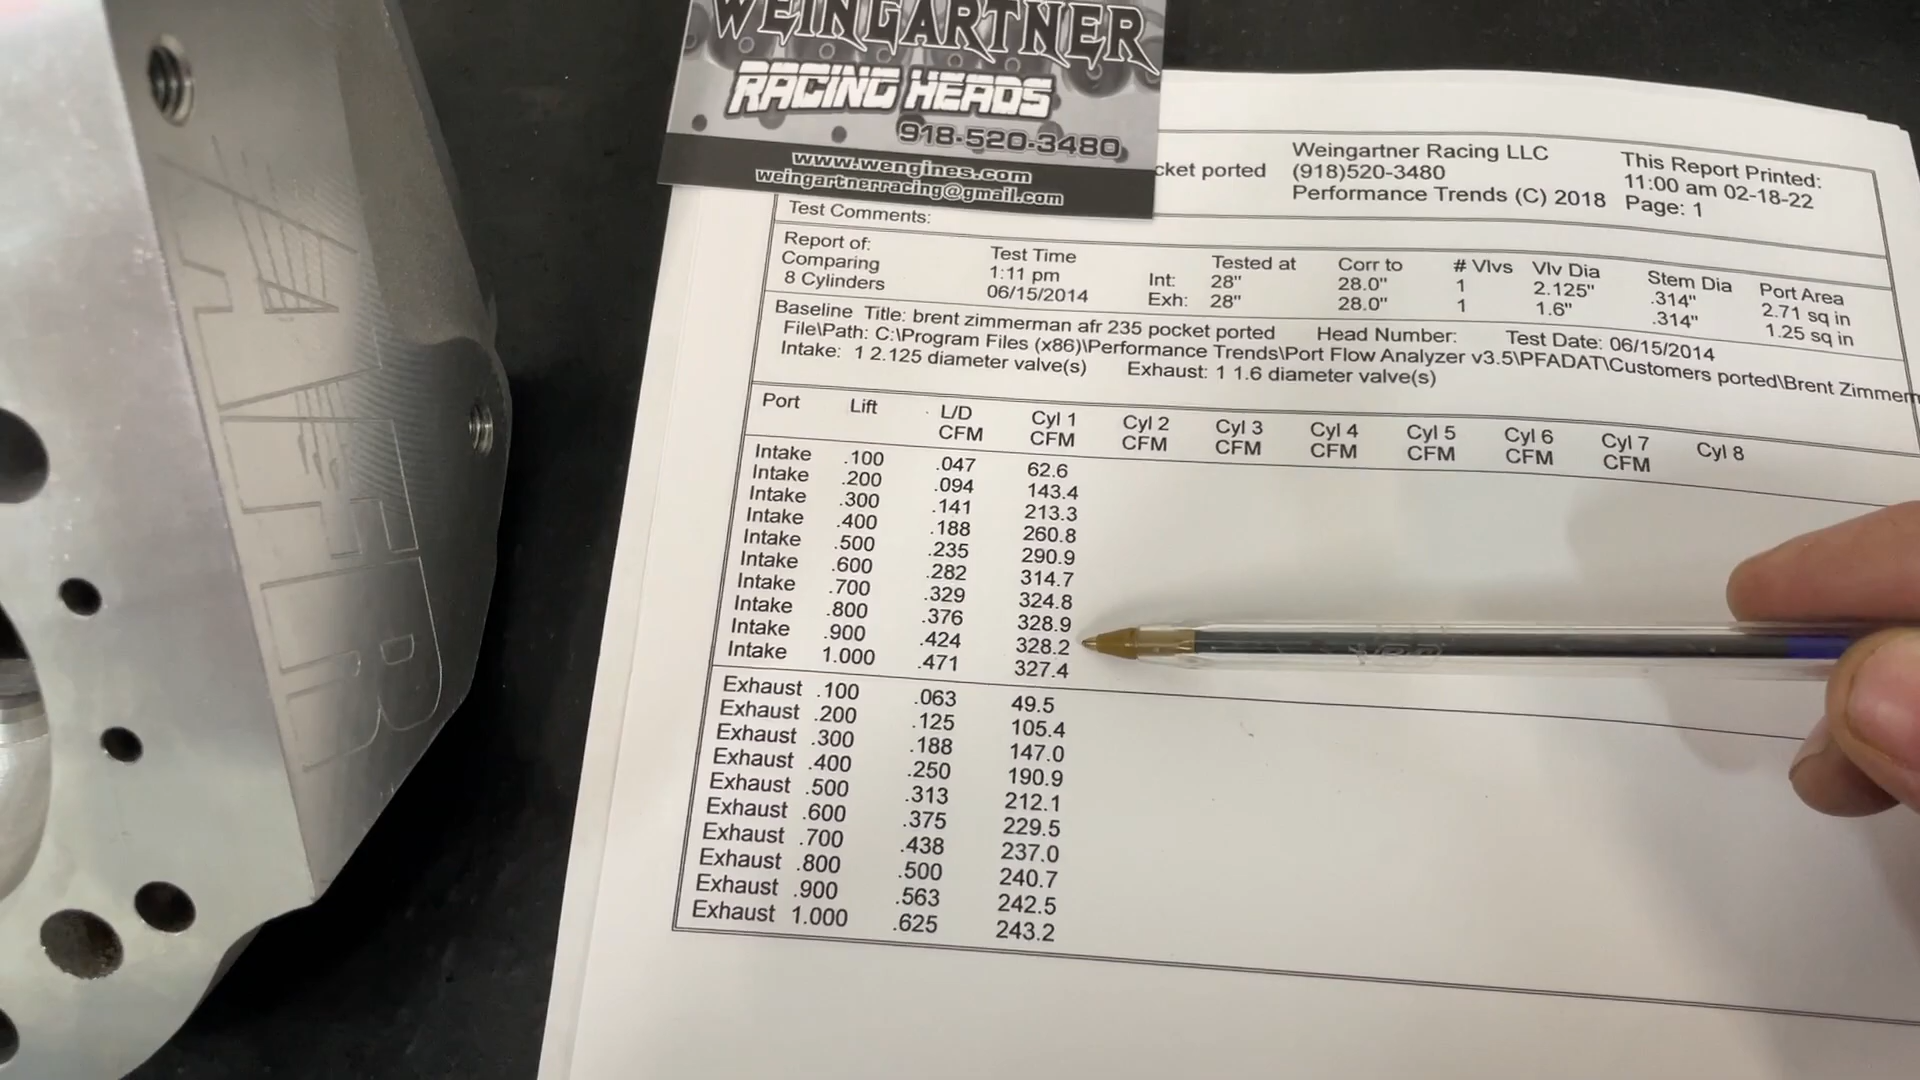 WEINGARTNER
RACING HEADS
918-520-3480
www.wengines.com
weingartnerracing@gmail.com
AFR
cket ported
Weingartner Racing LLC
(918)520-3480
Performance Trends (C) 2018
This Report Printed:
11:00 am 02-18-22
Page: 1
Test Comments:
Report of:
Comparing
8 Cylinders
Test Time
1:11 pm
06/15/2014
Tested at Corr to # Vlvs Vlv Dia Stem Dia Port Area
Int: 28" 28.0" 1 2.125" .314" 2.71 sq in
Exh: 28" 28.0" 1 1.6" .314" 1.25 sq in
Baseline Title: brent zimmerman afr 235 pocket ported Head Number: Test Date: 06/15/2014
File\Path: C:\Program Files (x86)\Performance Trends\Port Flow Analyzer v3.5\PFADAT\Customers ported\Brent Zimmerm
Intake: 1 2.125 diameter valve(s) Exhaust: 1 1.6 diameter valve(s)
Port Lift L/D Cyl 1 Cyl 2 Cyl 3 Cyl 4 Cyl 5 Cyl 6 Cyl 7 Cyl 8
CFM CFM CFM CFM CFM CFM CFM CFM
Intake .100 .047 62.6
Intake .200 .094 143.4
Intake .300 .141 213.3
Intake .400 .188 260.8
Intake .500 .235 290.9
Intake .600 .282 314.7
Intake .700 .329 324.8
Intake .800 .376 328.9
Intake .900 .424 328.2
Intake 1.000 .471 327.4
Exhaust .100 .063 49.5
Exhaust .200 .125 105.4
Exhaust .300 .188 147.0
Exhaust .400 .250 190.9
Exhaust .500 .313 212.1
Exhaust .600 .375 229.5
Exhaust .700 .438 237.0
Exhaust .800 .500 240.7
Exhaust .900 .563 242.5
Exhaust 1.000 .625 243.2